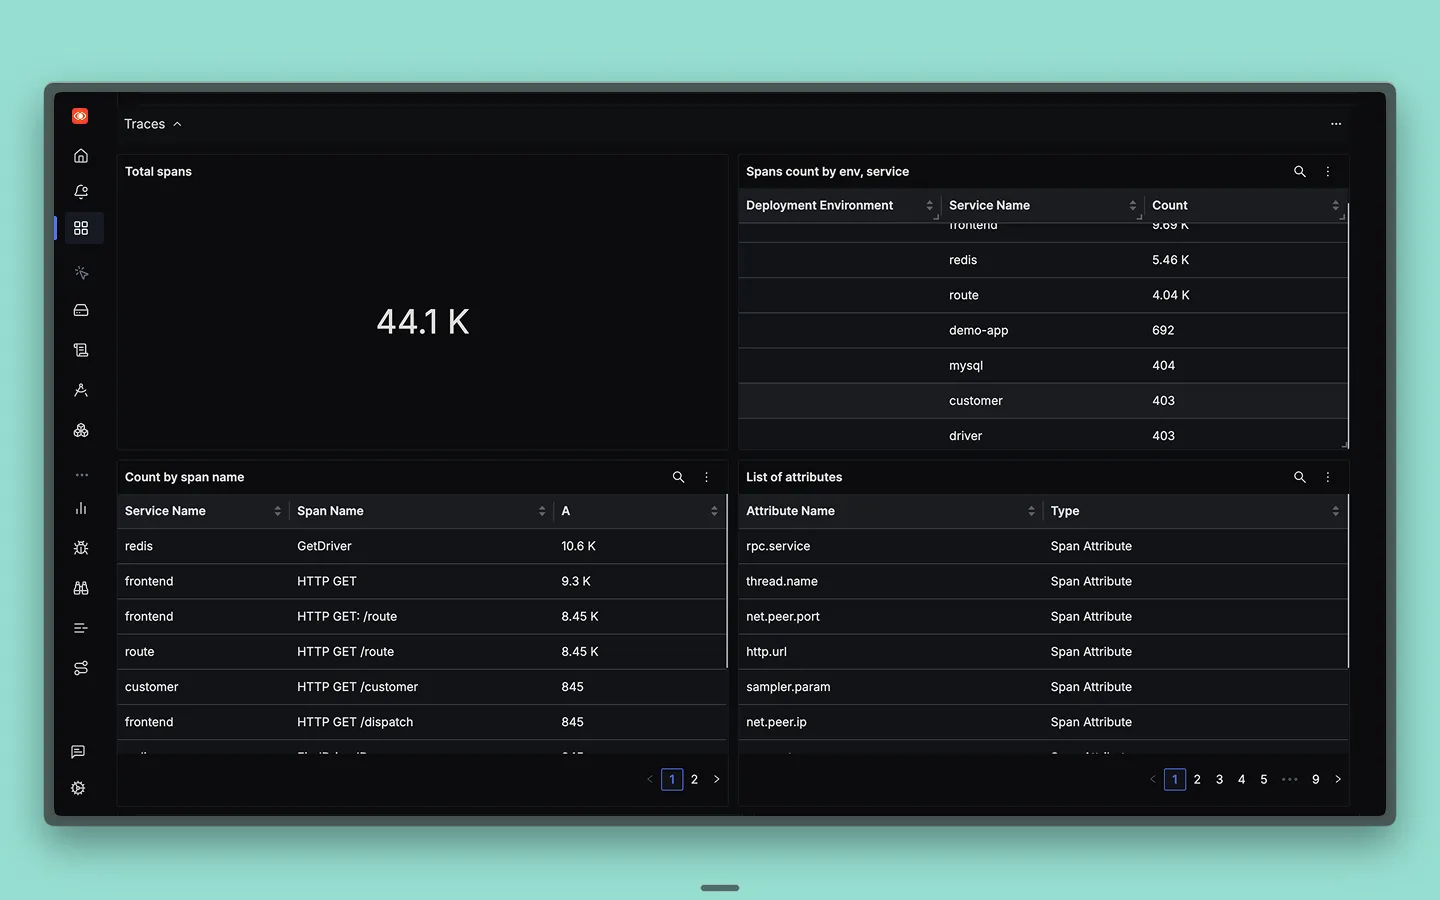 Traces
Total spans
44.1 K
Spans count by env, service
Deployment Environment Service Name Count
frontend 9.69 K
redis 5.46 K
route 4.04 K
demo-app 692
mysql 404
customer 403
driver 403
Count by span name
Service Name Span Name A
redis GetDriver 10.6 K
frontend HTTP GET 9.3 K
frontend HTTP GET: /route 8.45 K
route HTTP GET /route 8.45 K
customer HTTP GET /customer 845
frontend HTTP GET /dispatch 845
1 2
List of attributes
Attribute Name Type
rpc.service Span Attribute
thread.name Span Attribute
net.peer.port Span Attribute
http.url Span Attribute
sampler.param Span Attribute
net.peer.ip Span Attribute
Span Attribute
1 2 3 4 5 ••• 9